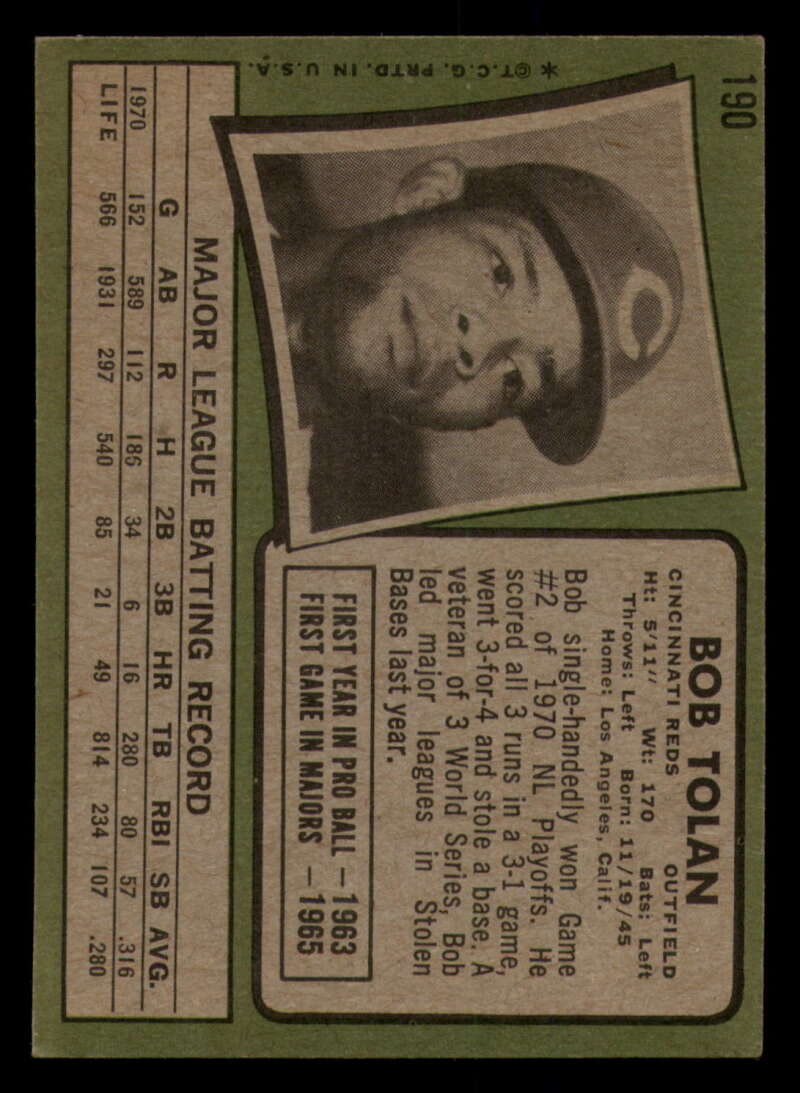 190
BOB TOLAN
CINCINNATI REDS OUTFIELD
Ht: 5'11" Wt: 170 Bats: Left
Throws: Left Born: 11/19/45
Home: Los Angeles, Calif.
Bob single-handedly won Game
#2 of 1970 NL Playoffs. He
scored all 3 runs in a 3-1 game,
went 3-for-4 and stole a base. A
veteran of 3 World Series, Bob
led major leagues in Stolen
Bases last year.
FIRST YEAR IN PRO BALL – 1963
FIRST GAME IN MAJORS – 1965
C
*©T.C.G. PRTD. IN U.S.A.
MAJOR LEAGUE BATTING RECORD
G AB R H 2B 3B HR TB RBI SB AVG.
1970 152 589 112 186 34 6 16 280 80 57 .316
LIFE 566 1931 297 540 85 21 49 814 234 107 .280